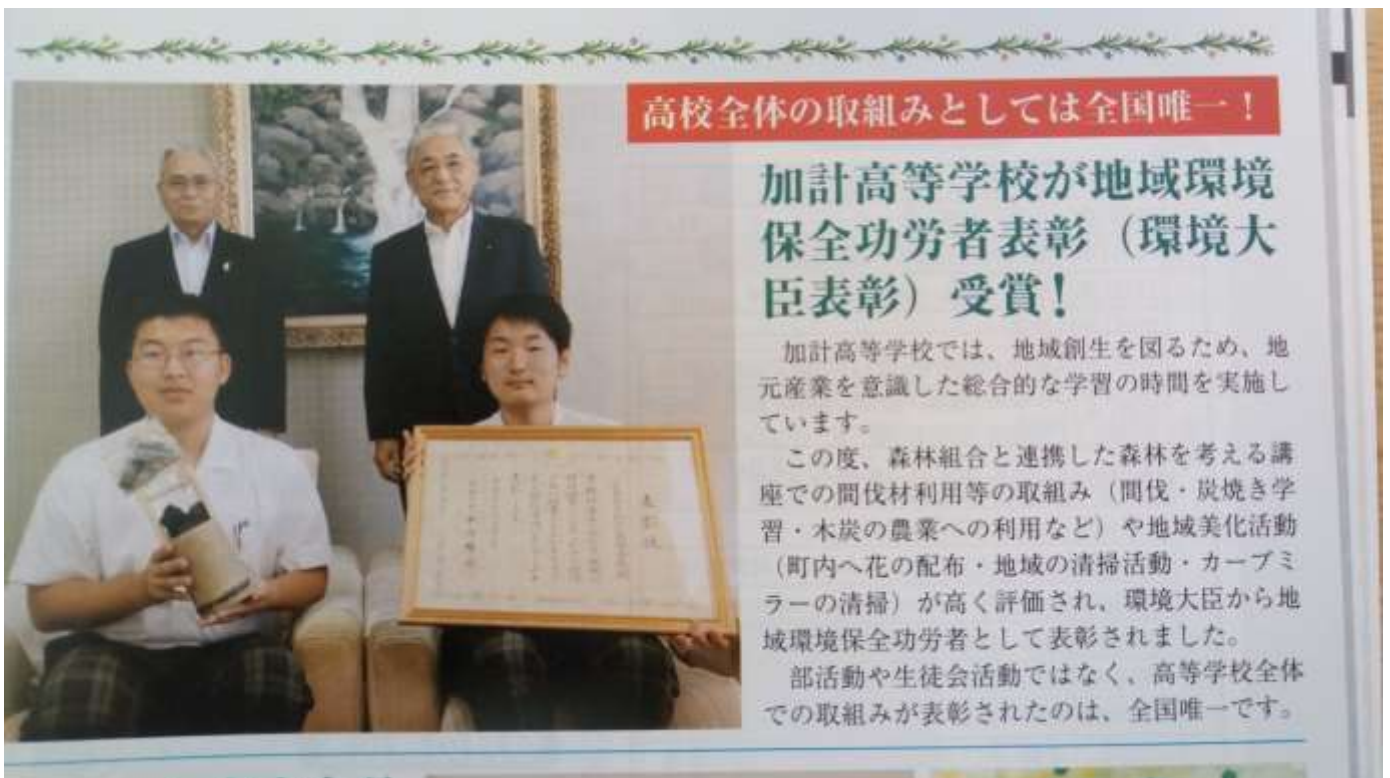 高校全体の取組みとしては全国唯一！
加計高等学校が地域環境
保全功労者表彰（環境大
臣表彰）受賞！
加計高等学校では、地域創生を図るため、地
元産業を意識した総合的な学習の時間を実施し
ています。
この度、森林組合と連携した森林を考える講
座での間伐材利用等の取組み（間伐・炭焼き学
習・木炭の農業への利用など）や地域美化活動
（町内へ花の配布・地域の清掃活動・カーブミ
ラーの清掃）が高く評価され、環境大臣から地
域環境保全功労者として表彰されました。
部活動や生徒会活動ではなく、高等学校全体
での取組みが表彰されたのは、全国唯一です。
表彰状